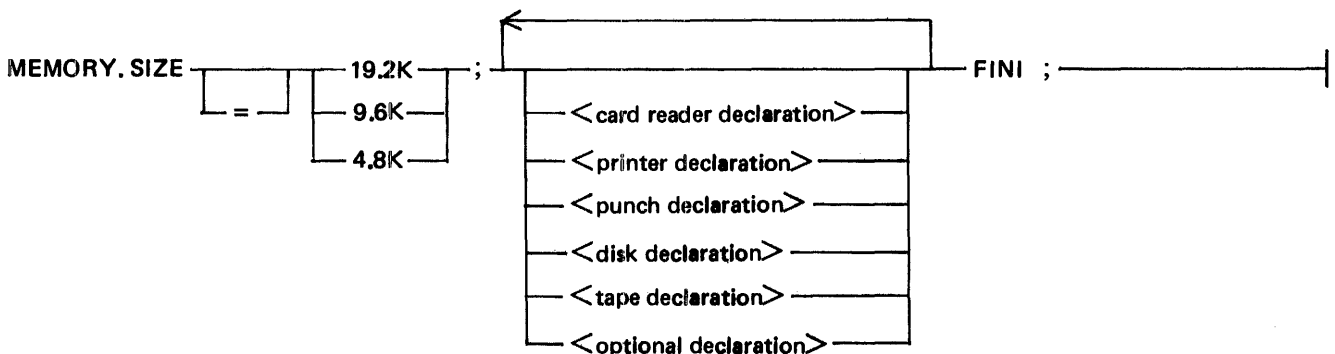 MEMORY.SIZE 19.2K ; FINI ;
= 9.6K <card reader declaration>
4.8K <printer declaration>
<punch declaration>
<disk declaration>
<tape declaration>
<optional declaration>